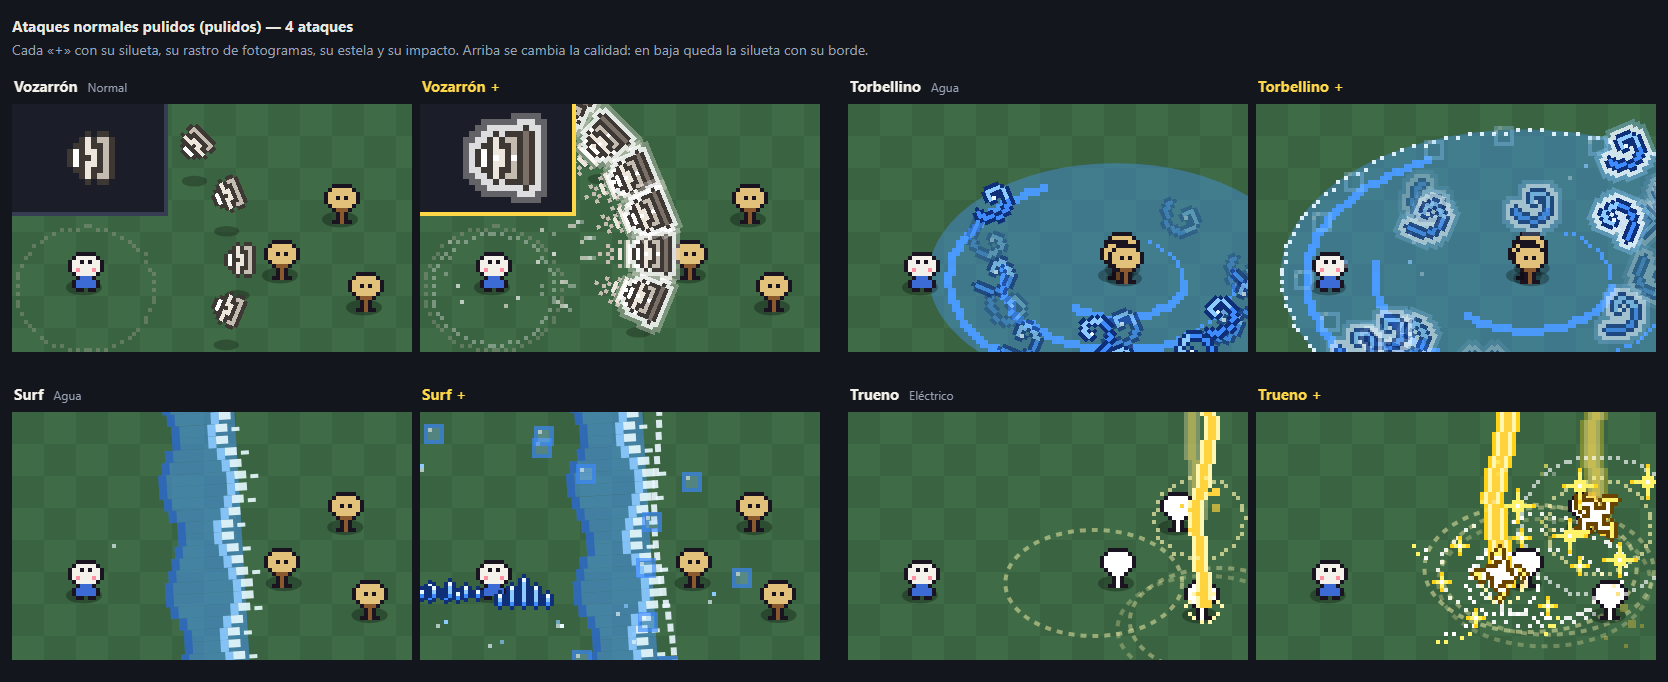 Ataques normales pulidos (pulidos) — 4 ataques
Cada «+» con su silueta, su rastro de fotogramas, su estela y su impacto. Arriba se cambia la calidad: en baja queda la silueta con su borde.
Vozarrón Normal
Vozarrón +
Torbellino Agua
Torbellino +
Surf Agua
Surf +
Trueno Eléctrico
Trueno +